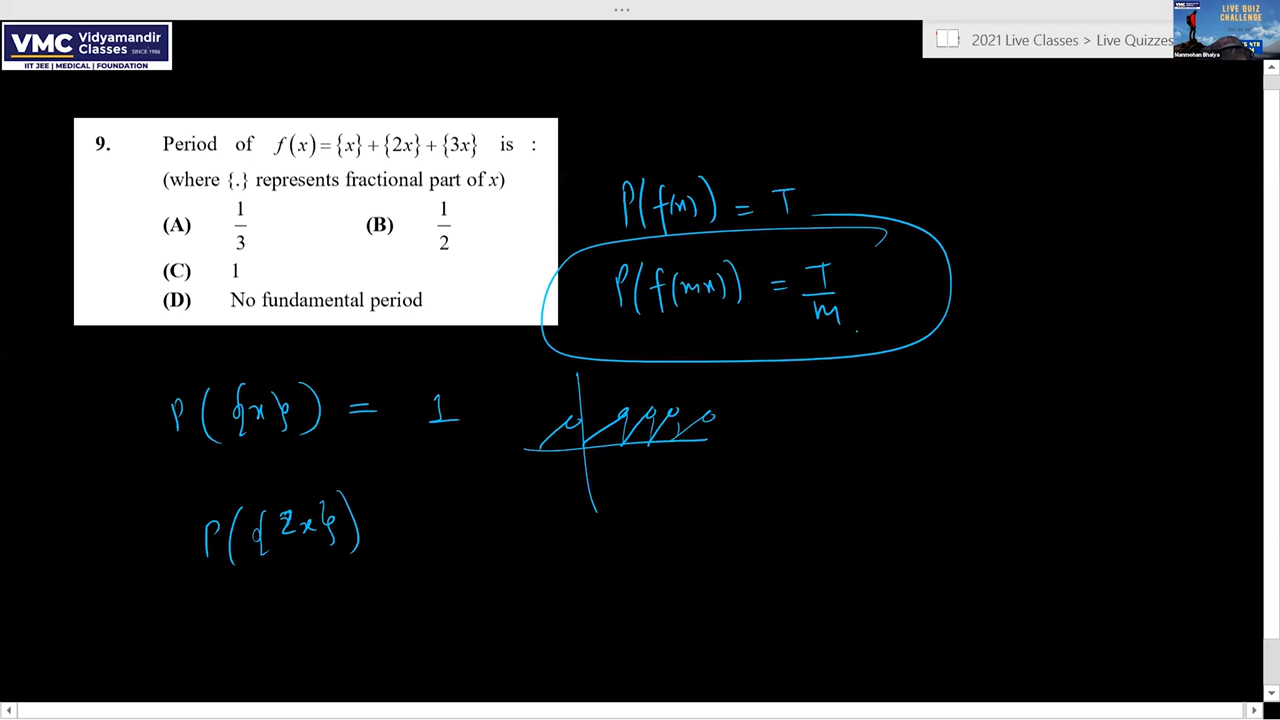 VMC Vidyamandir Classes SINCE 1986
IIT JEE | MEDICAL | FOUNDATION
2021 Live Classes > Live Quizzes
LIVE QUIZ CHALLENGE
Manmohan Bhaiya
9. Period of f(x)={x}+{2x}+{3x} is :
(where {.} represents fractional part of x)
(A) 1/3 (B) 1/2
(C) 1
(D) No fundamental period
P(f(x)) = T
P(f(mx)) = T/m
P({x}) = 1
P({2x})